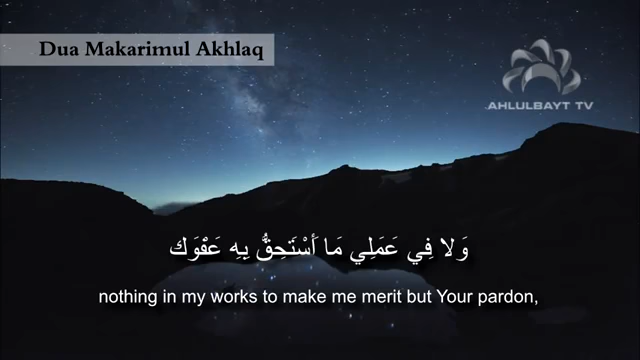 Dua Makarimul Akhlaq
AHLULBAYT TV
وَلا فِي عَمَلِي مَا أَسْتَحِقُّ بِهِ عَفْوَك
nothing in my works to make me merit but Your pardon,